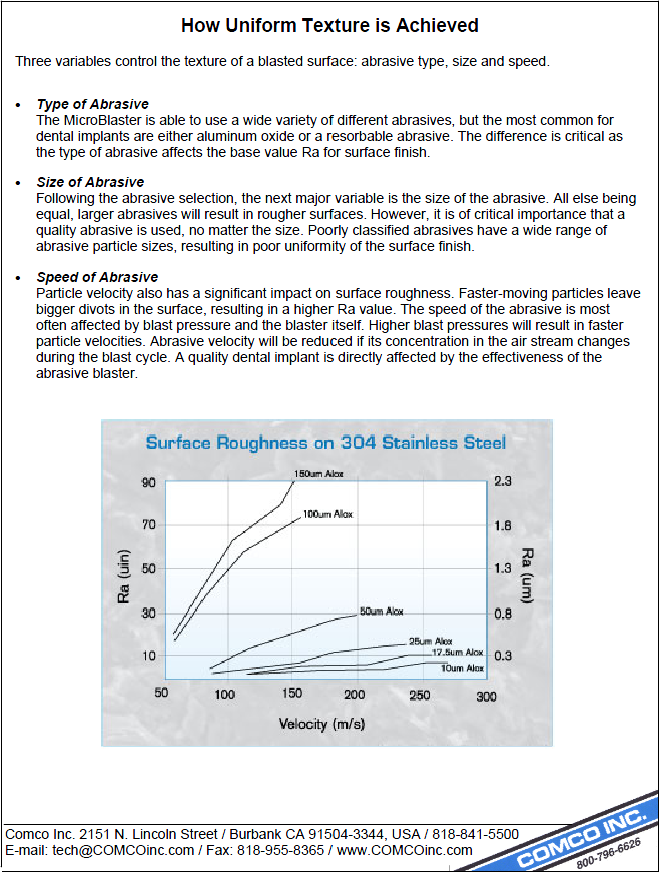 How Uniform Texture is Achieved
Three variables control the texture of a blasted surface: abrasive type, size and speed.
• Type of Abrasive
The MicroBlaster is able to use a wide variety of different abrasives, but the most common for
dental implants are either aluminum oxide or a resorbable abrasive. The difference is critical as
the type of abrasive affects the base value Ra for surface finish.
• Size of Abrasive
Following the abrasive selection, the next major variable is the size of the abrasive. All else being
equal, larger abrasives will result in rougher surfaces. However, it is of critical importance that a
quality abrasive is used, no matter the size. Poorly classified abrasives have a wide range of
abrasive particle sizes, resulting in poor uniformity of the surface finish.
• Speed of Abrasive
Particle velocity also has a significant impact on surface roughness. Faster-moving particles leave
bigger divots in the surface, resulting in a higher Ra value. The speed of the abrasive is most
often affected by blast pressure and the blaster itself. Higher blast pressures will result in faster
particle velocities. Abrasive velocity will be reduced if its concentration in the air stream changes
during the blast cycle. A quality dental implant is directly affected by the effectiveness of the
abrasive blaster.
Surface Roughness on 304 Stainless Steel
150um Alox
90 2.3
100um Alox
70 1.8
Ra (uin)
Ra (um)
50 1.3
50um Alox
30 0.8
25um Alox
17.5um Alox
10 0.3
10um Alox
50 100 150 200 250 300
Velocity (m/s)
Comco Inc. 2151 N. Lincoln Street / Burbank CA 91504-3344, USA / 818-841-5500
E-mail: tech@COMCOinc.com / Fax: 818-955-8365 / www.COMCOinc.com
COMCO INC.
800-796-6626